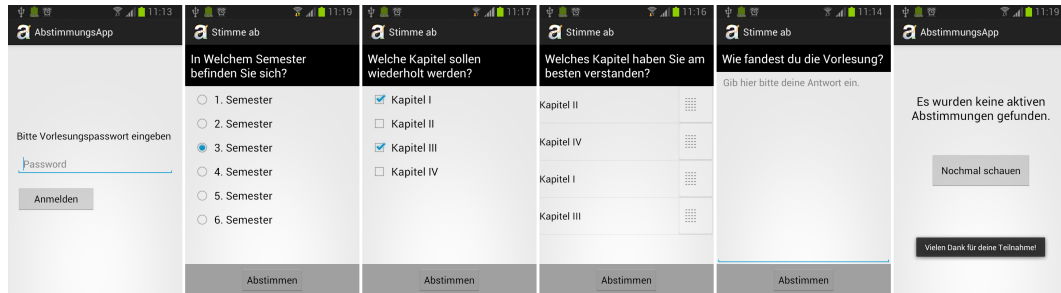 11:13
a AbstimmungsApp
Bitte Vorlesungspasswort eingeben
Password
Anmelden
11:19
a Stimme ab
In Welchem Semester
befinden Sie sich?
1. Semester
2. Semester
3. Semester
4. Semester
5. Semester
6. Semester
Abstimmen
11:17
a Stimme ab
Welche Kapitel sollen
wiederholt werden?
Kapitel I
Kapitel II
Kapitel III
Kapitel IV
Abstimmen
11:16
a Stimme ab
Welches Kapitel haben Sie am
besten verstanden?
Kapitel II
Kapitel IV
Kapitel I
Kapitel III
Abstimmen
11:14
a Stimme ab
Wie fandest du die Vorlesung?
Gib hier bitte deine Antwort ein.
Abstimmen
11:19
a AbstimmungsApp
Es wurden keine aktiven
Abstimmungen gefunden.
Nochmal schauen
Vielen Dank für deine Teilnahme!